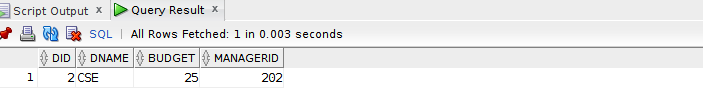 Script Output × Query Result ×
SQL | All Rows Fetched: 1 in 0.003 seconds
DID DNAME BUDGET MANAGERID
1 2 CSE 25 202